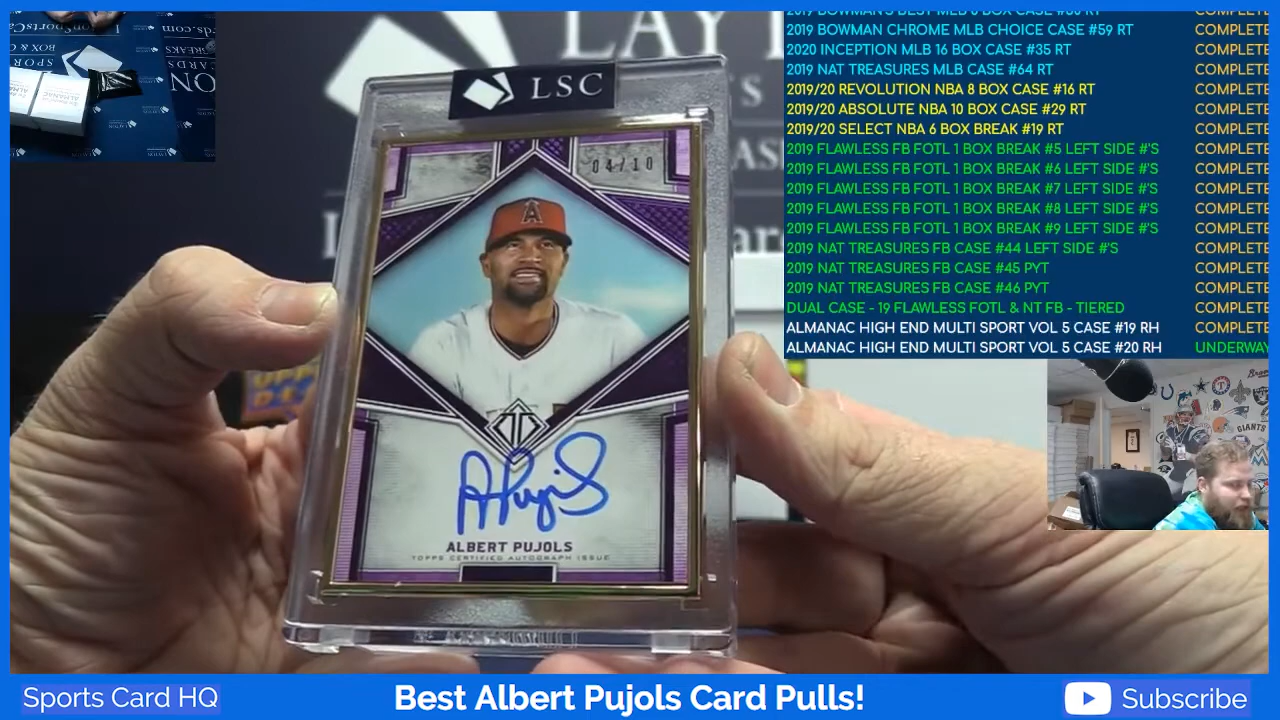 LAYTON
LSC
04/10
A
APujols
ALBERT PUJOLS
TOPPS CERTIFIED AUTOGRAPH ISSUE
2019 BOWMAN'S BEST MLB 8 BOX CASE
COMPLETE
2019 BOWMAN CHROME MLB CHOICE CASE #59 RT
COMPLETE
2020 INCEPTION MLB 16 BOX CASE #35 RT
COMPLETE
2019 NAT TREASURES MLB CASE #64 RT
COMPLETE
2019/20 REVOLUTION NBA 8 BOX CASE #16 RT
COMPLETE
2019/20 ABSOLUTE NBA 10 BOX CASE #29 RT
COMPLETE
2019/20 SELECT NBA 6 BOX BREAK #19 RT
COMPLETE
2019 FLAWLESS FB FOTL 1 BOX BREAK #5 LEFT SIDE #'S
COMPLETE
2019 FLAWLESS FB FOTL 1 BOX BREAK #6 LEFT SIDE #'S
COMPLETE
2019 FLAWLESS FB FOTL 1 BOX BREAK #7 LEFT SIDE #'S
COMPLETE
2019 FLAWLESS FB FOTL 1 BOX BREAK #8 LEFT SIDE #'S
COMPLETE
2019 FLAWLESS FB FOTL 1 BOX BREAK #9 LEFT SIDE #'S
COMPLETE
2019 NAT TREASURES FB CASE #44 LEFT SIDE #'S
COMPLETE
2019 NAT TREASURES FB CASE #45 PYT
COMPLETE
2019 NAT TREASURES FB CASE #46 PYT
COMPLETE
DUAL CASE - 19 FLAWLESS FOTL & NT FB - TIERED
COMPLETE
ALMANAC HIGH END MULTI SPORT VOL 5 CASE #19 RH
COMPLETE
ALMANAC HIGH END MULTI SPORT VOL 5 CASE #20 RH
UNDERWAY
GIANTS
Sports Card HQ
Best Albert Pujols Card Pulls!
Subscribe